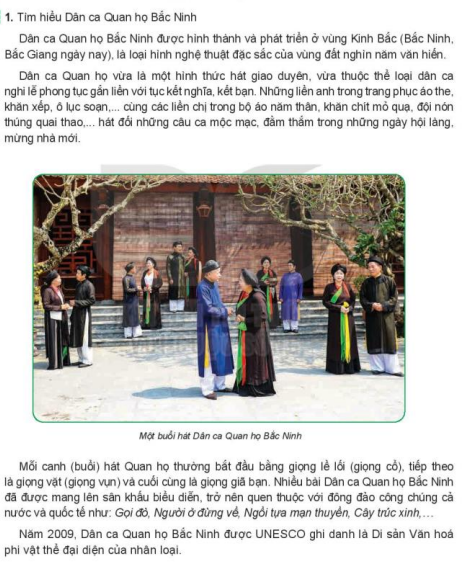 1. Tìm hiểu Dân ca Quan họ Bắc Ninh
Dân ca Quan họ Bắc Ninh được hình thành và phát triển ở vùng Kinh Bắc (Bắc Ninh,
Bắc Giang ngày nay), là loại hình nghệ thuật đặc sắc của vùng đất nghìn năm văn hiến.
Dân ca Quan họ vừa là một hình thức hát giao duyên, vừa thuộc thể loại dân ca
nghi lễ phong tục gắn liền với tục kết nghĩa, kết bạn. Những liền anh trong trang phục áo the,
khăn xếp, ô lục soạn,... cùng các liền chị trong bộ áo năm thân, khăn chít mỏ quạ, đội nón
thúng quai thao,... hát đối những câu ca mộc mạc, đằm thắm trong những ngày hội làng,
mừng nhà mới.
Một buổi hát Dân ca Quan họ Bắc Ninh
Mỗi canh (buổi) hát Quan họ thường bắt đầu bằng giọng lề lối (giọng cổ), tiếp theo
là giọng vặt (giọng vụn) và cuối cùng là giọng giã bạn. Nhiều bài Dân ca Quan họ Bắc Ninh
đã được mang lên sân khấu biểu diễn, trở nên quen thuộc với đông đảo công chúng cả
nước và quốc tế như: Gọi đò, Người ở đừng về, Ngồi tựa mạn thuyền, Cây trúc xinh,…
Năm 2009, Dân ca Quan họ Bắc Ninh được UNESCO ghi danh là Di sản Văn hoá
phi vật thể đại diện của nhân loại.